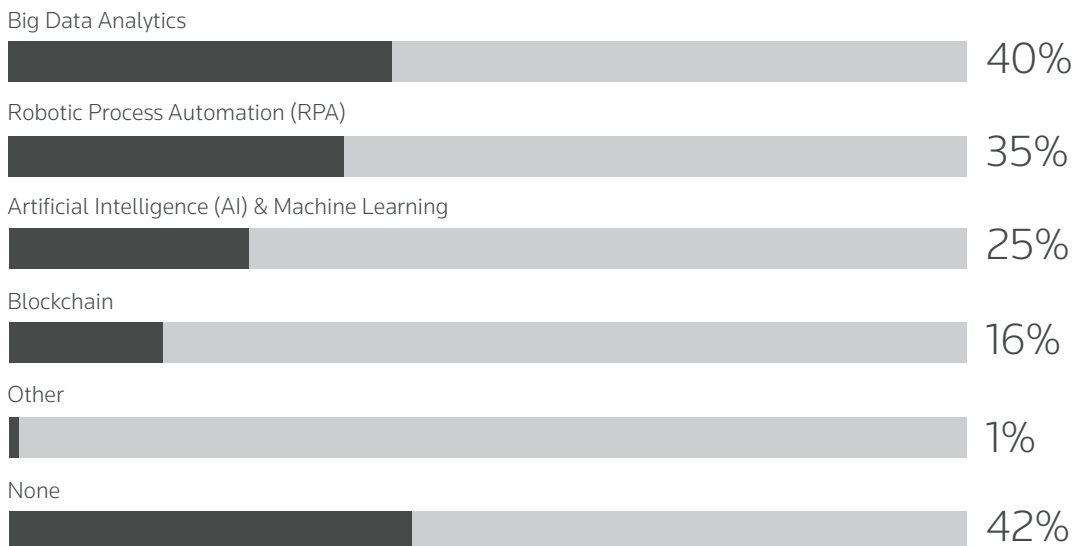 Big Data Analytics
40%
Robotic Process Automation (RPA)
35%
Artificial Intelligence (AI) & Machine Learning
25%
Blockchain
16%
Other
1%
None
42%